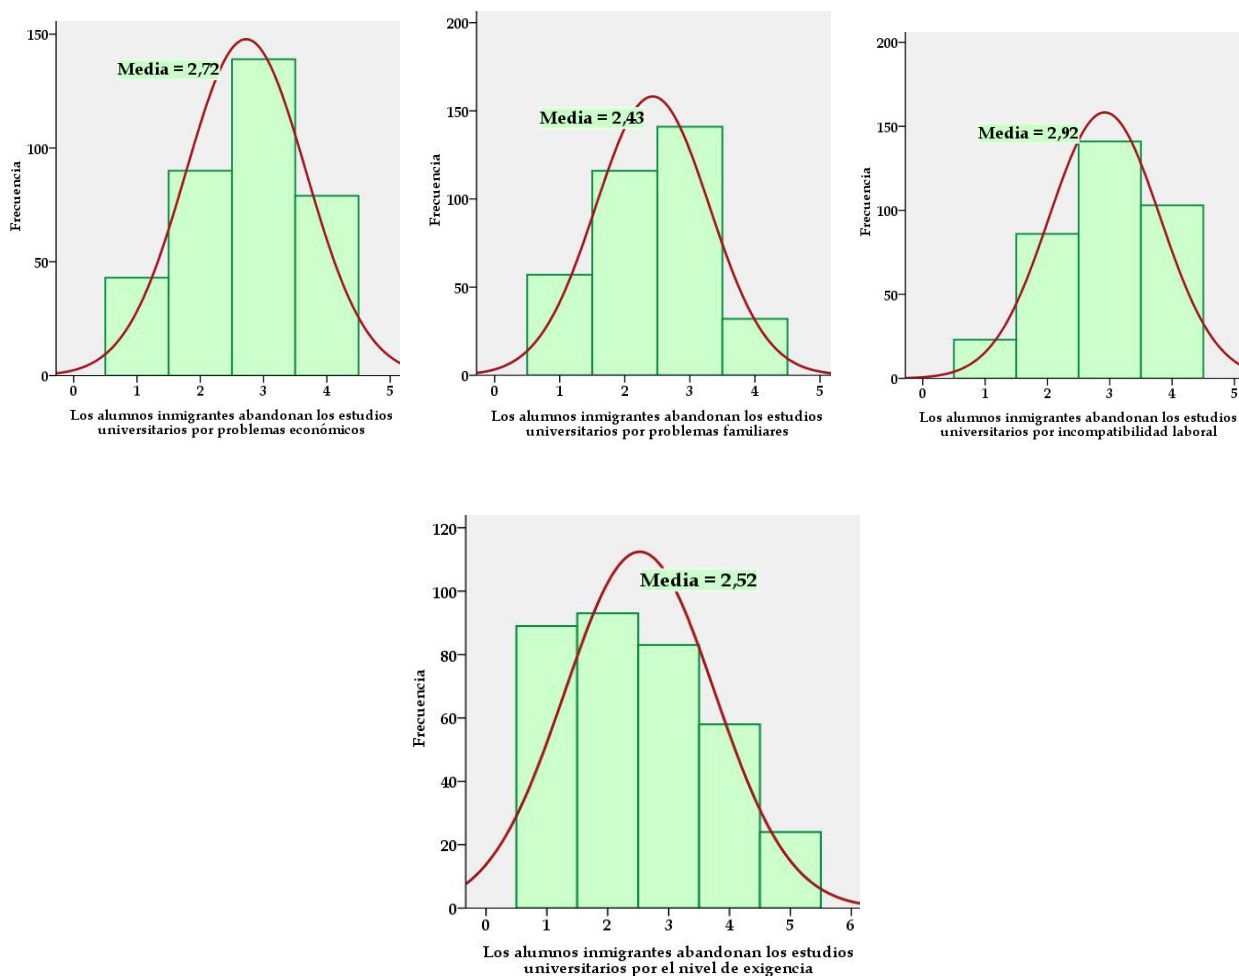 150
100
50
0
Frecuencia
Media = 2,72
0 1 2 3 4 5
Los alumnos inmigrantes abandonan los estudios
universitarios por problemas económicos
200
150
100
50
0
Frecuencia
Media = 2,43
0 1 2 3 4 5
Los alumnos inmigrantes abandonan los estudios
universitarios por problemas familiares
200
150
100
50
0
Frecuencia
Media = 2,92
0 1 2 3 4 5
Los alumnos inmigrantes abandonan los estudios
universitarios por incompatibilidad laboral
120
100
80
60
40
20
0
Frecuencia
Media = 2,52
0 1 2 3 4 5 6
Los alumnos inmigrantes abandonan los estudios
universitarios por el nivel de exigencia